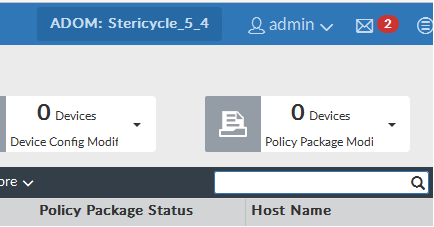 ADOM: Stericycle_5_4 admin 2
0 Devices 0 Devices
Device Config Modif Policy Package Modi
ore
Policy Package Status Host Name